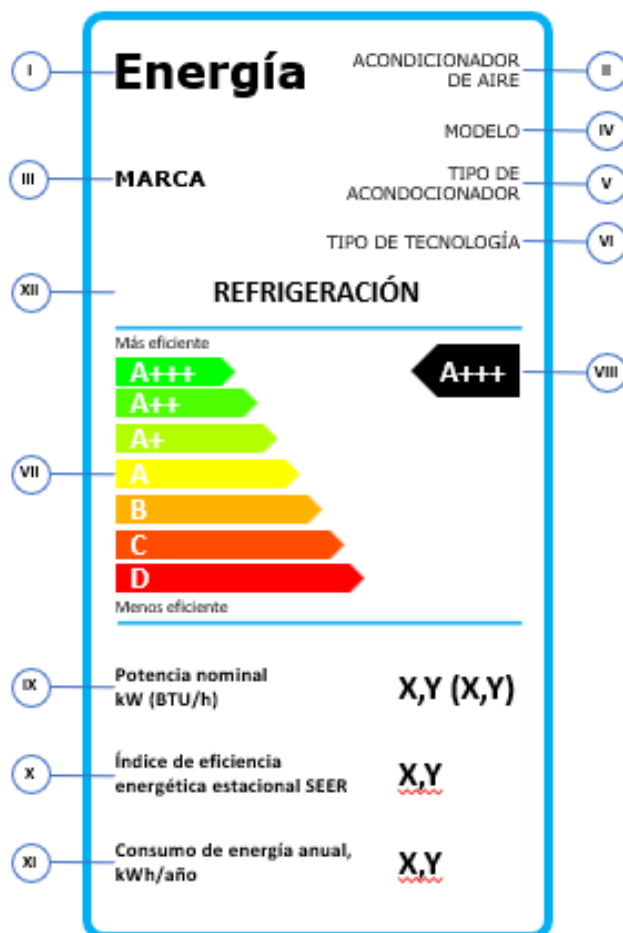 I
Energía
ACONDICIONADOR
DE AIRE
II
MODELO
IV
III
MARCA
TIPO DE
ACONDOCIONADOR
V
TIPO DE TECNOLOGÍA
VI
XII
REFRIGERACIÓN
Más eficiente
A+++
A+++
VIII
A++
A+
VII
A
B
C
D
Menos eficiente
IX
Potencia nominal
kW (BTU/h)
X,Y (X,Y)
X
Índice de eficiencia
energética estacional SEER
X,Y
XI
Consumo de energía anual,
kWh/año
X,Y